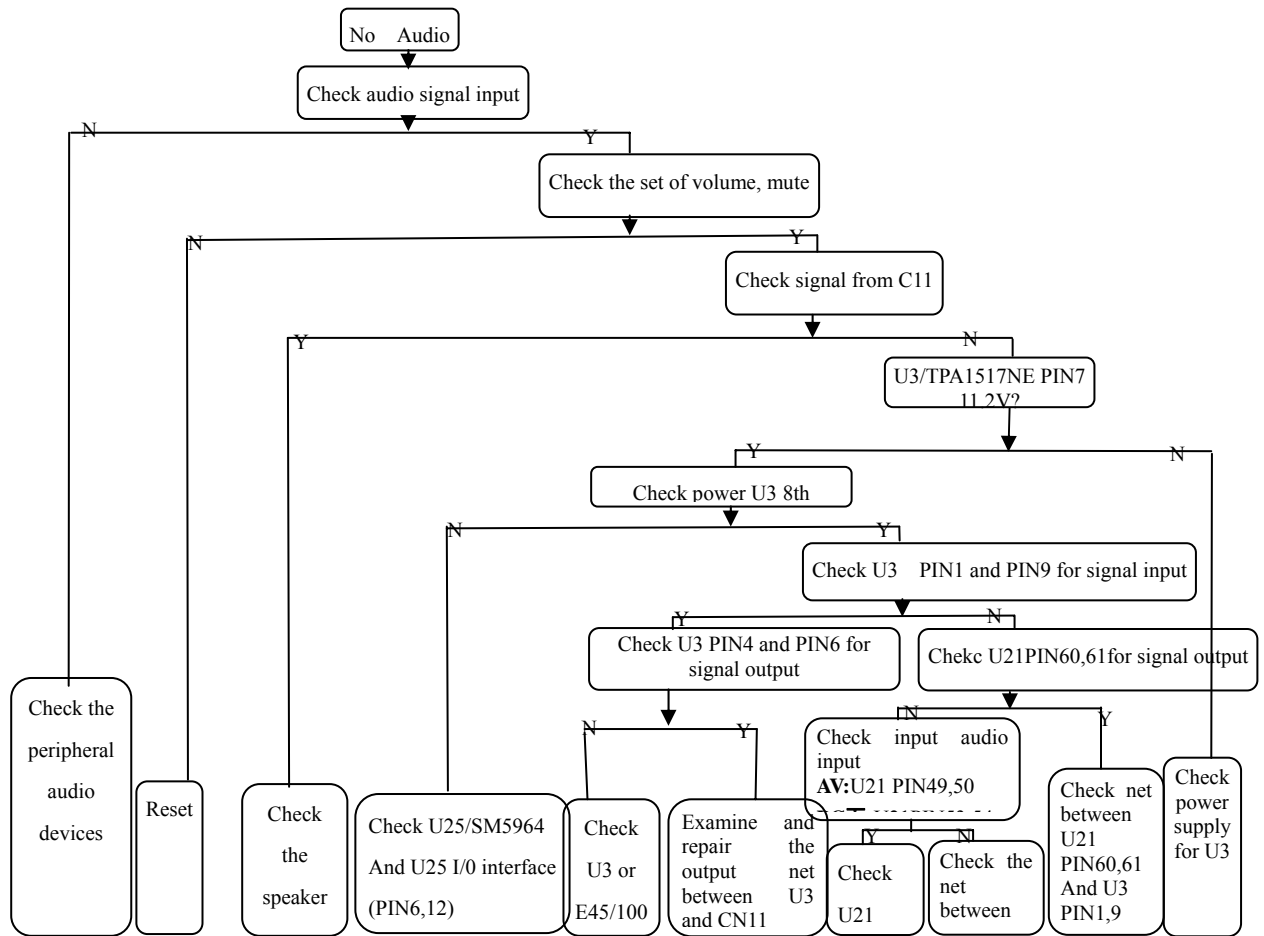 No Audio
Check audio signal input
N
Y
Check the set of volume, mute
N
Y
Check signal from C11
Y
N
U3/TPA1517NE PIN7
11.2V?
Y
N
Check power U3 8th
N
Y
Check U3 PIN1 and PIN9 for signal input
Y
N
Check U3 PIN4 and PIN6 for
signal output
Chekc U21PIN60,61for signal output
N
Y
N
Y
Check input audio
input
AV:U21 PIN49,50
Y
N
Check the
peripheral
audio
devices
Reset
Check
the
speaker
Check U25/SM5964
And U25 I/0 interface
(PIN6,12)
Check
U3 or
E45/100
Examine and
repair the
output net
between U3
and CN11
Check
U21
Check the
net
between
Check net
between
U21
PIN60,61
And U3
PIN1,9
Check
power
supply
for U3